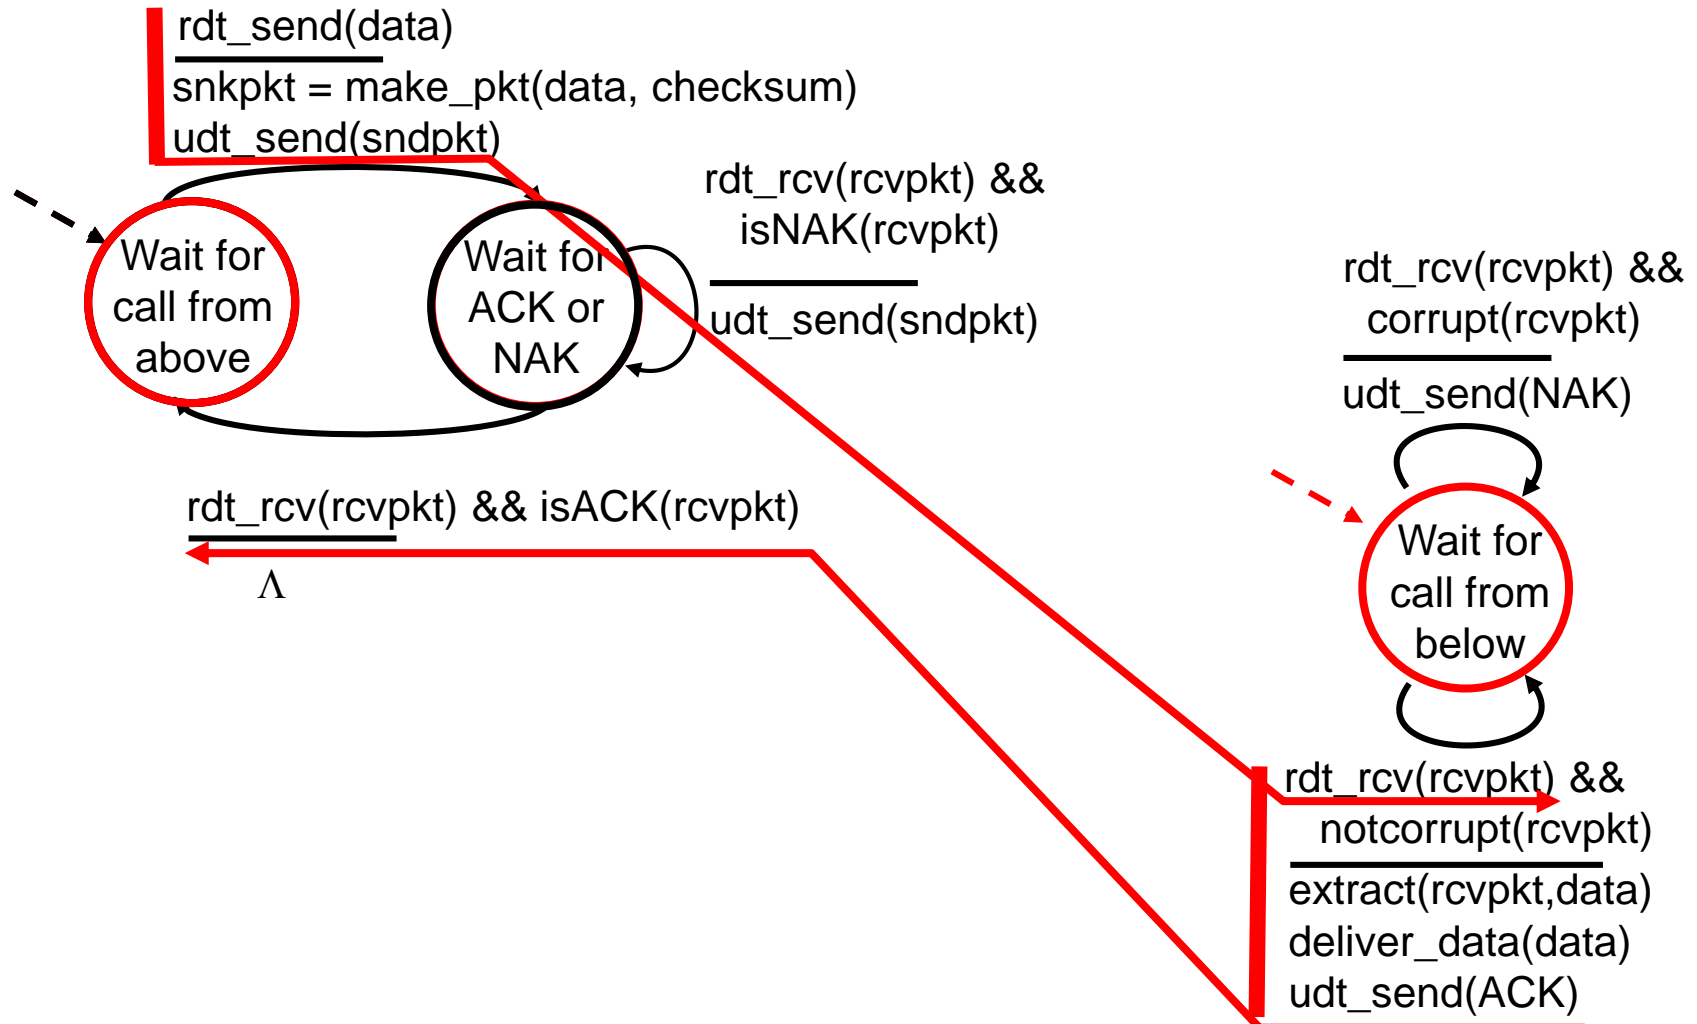 rdt_send(data)
snkpkt = make_pkt(data, checksum)
udt_send(sndpkt)
rdt_rcv(rcvpkt) &&
isNAK(rcvpkt)
udt_send(sndpkt)
Wait for
call from
above
Wait for
ACK or
NAK
rdt_rcv(rcvpkt) && isACK(rcvpkt)
Λ
rdt_rcv(rcvpkt) &&
corrupt(rcvpkt)
udt_send(NAK)
Wait for
call from
below
rdt_rcv(rcvpkt) &&
notcorrupt(rcvpkt)
extract(rcvpkt,data)
deliver_data(data)
udt_send(ACK)